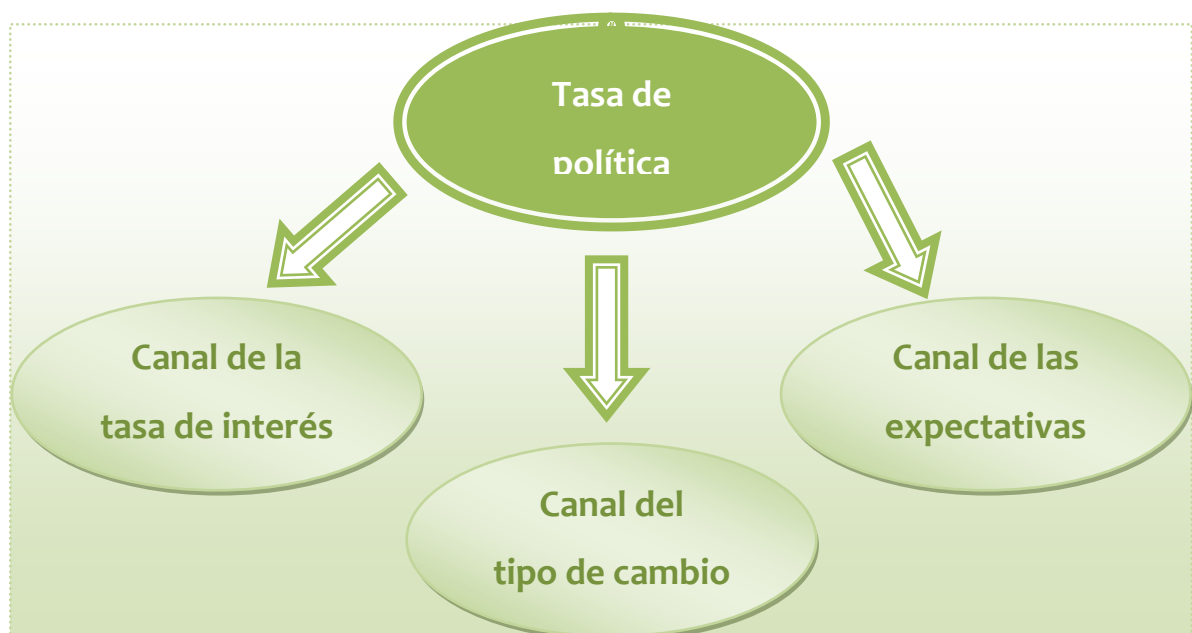 Tasa de
política
Canal de la
tasa de interés
Canal de las
expectativas
Canal del
tipo de cambio